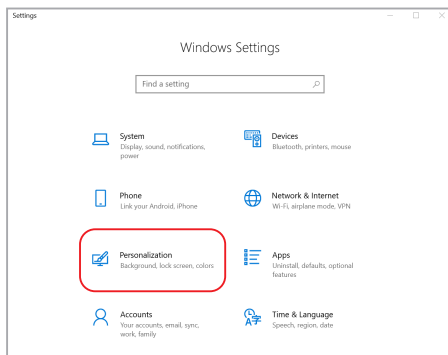 Settings
Windows Settings
Find a setting
System
Display, sound, notifications,
power
Devices
Bluetooth, printers, mouse
Phone
Link your Android, iPhone
Network & Internet
Wi-Fi, airplane mode, VPN
Personalization
Background, lock screen, colors
Apps
Uninstall, defaults, optional
features
Accounts
Your accounts, email, sync,
work, family
Time & Language
Speech, region, date